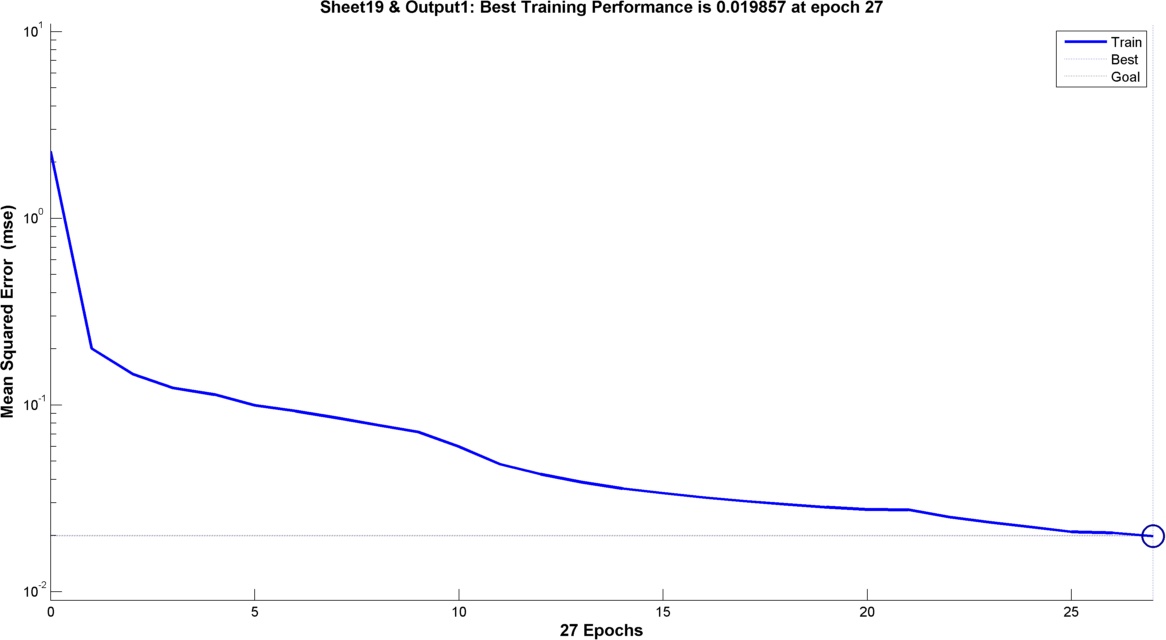 Sheet19 & Output1: Best Training Performance is 0.019857 at epoch 27
Train
Best
Goal
Mean Squared Error (mse)
10^1
10^0
10^-1
10^-2
0 5 10 15 20 25
27 Epochs